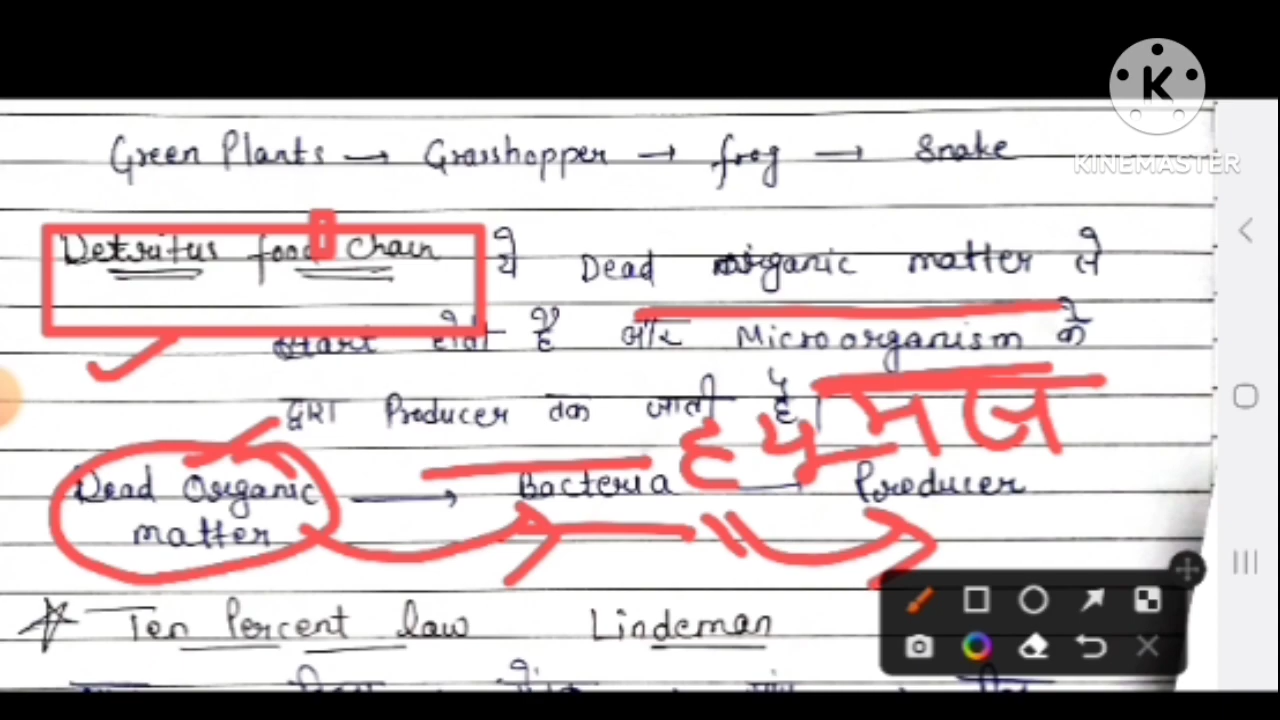 KINEMASTER
Green Plants → Grasshopper → frog → Snake
Detritus food Chain ये Dead organic matter से
Start होती है और Microorganism के
द्वारा Producer तक जाती है।
Dead Organic matter → Bacteria → Producer
Ten Percent law Lindeman